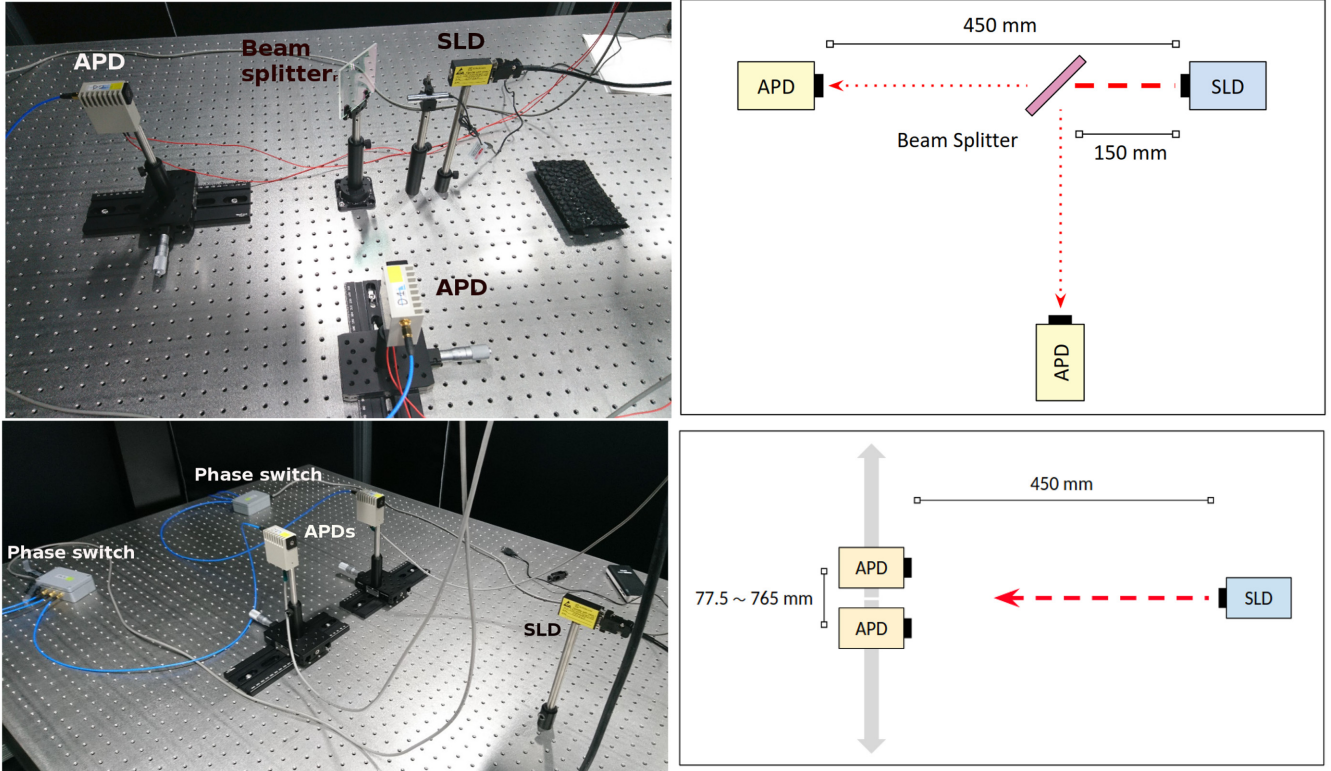 APD
Beam
splitter
SLD
APD
450 mm
APD
SLD
Beam Splitter
150 mm
APD
Phase switch
APDs
Phase switch
SLD
450 mm
APD
77.5 ~ 765 mm
APD
SLD